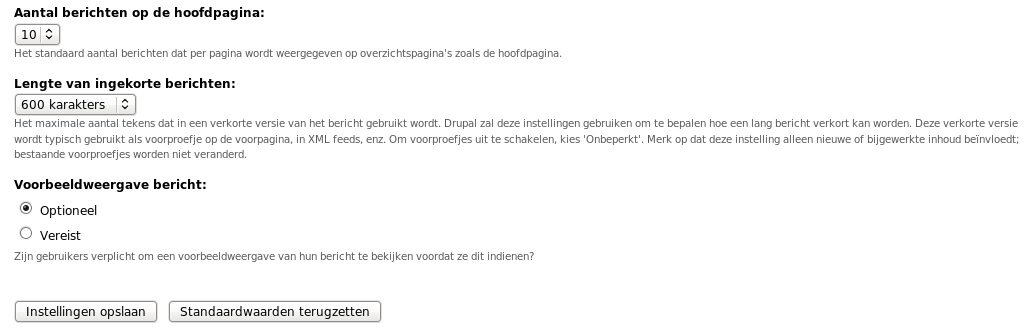 Aantal berichten op de hoofdpagina:
10
Het standaard aantal berichten dat per pagina wordt weergegeven op overzichtspagina's zoals de hoofdpagina.
Lengte van ingekorte berichten:
600 karakters
Het maximale aantal tekens dat in een verkorte versie van het bericht gebruikt wordt. Drupal zal deze instellingen gebruiken om te bepalen hoe een lang bericht verkort kan worden. Deze verkorte versie
wordt typisch gebruikt als voorproefje op de voorpagina, in XML feeds, enz. Om voorproefjes uit te schakelen, kies 'Onbeperkt'. Merk op dat deze instelling alleen nieuwe of bijgewerkte inhoud beïnvloedt;
bestaande voorproefjes worden niet veranderd.
Voorbeeldweergave bericht:
Optioneel
Vereist
Zijn gebruikers verplicht om een voorbeeldweergave van hun bericht te bekijken voordat ze dit indienen?
Instellingen opslaan Standaardwaarden terugzetten